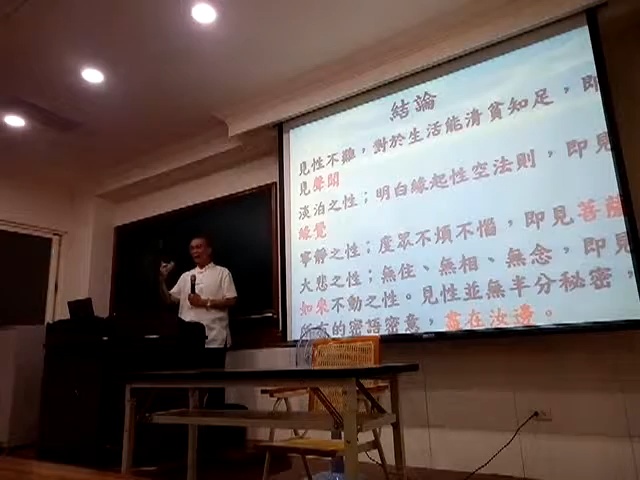 結論
見性不難，對於生活能清貧知足，即
見聲聞
淡泊之性；明白緣起性空法則，即見
緣覺
寧靜之性；度眾不煩不惱，即見菩薩
大悲之性；無住、無相、無念，即見
如來不動之性。見性並無半分秘密，
所有的密語密意，盡在汝邊。